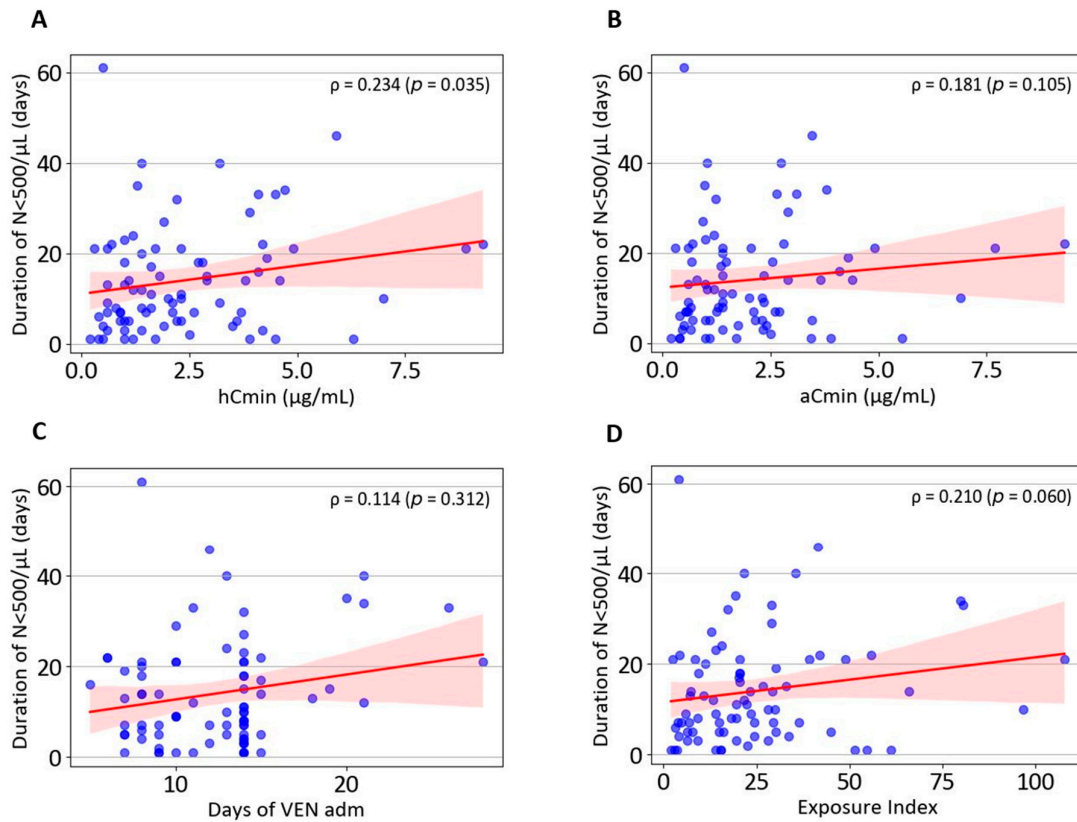 A
Duration of N<500/μL (days)
60
40
20
0
ρ = 0.234 (p = 0.035)
0.0
2.5
5.0
7.5
hCmin (μg/mL)
B
Duration of N<500/μL (days)
60
40
20
0
ρ = 0.181 (p = 0.105)
0.0
2.5
5.0
7.5
aCmin (μg/mL)
C
Duration of N<500/μL (days)
60
40
20
0
ρ = 0.114 (p = 0.312)
10
20
Days of VEN adm
D
Duration of N<500/μL (days)
60
40
20
0
ρ = 0.210 (p = 0.060)
0
25
50
75
100
Exposure Index